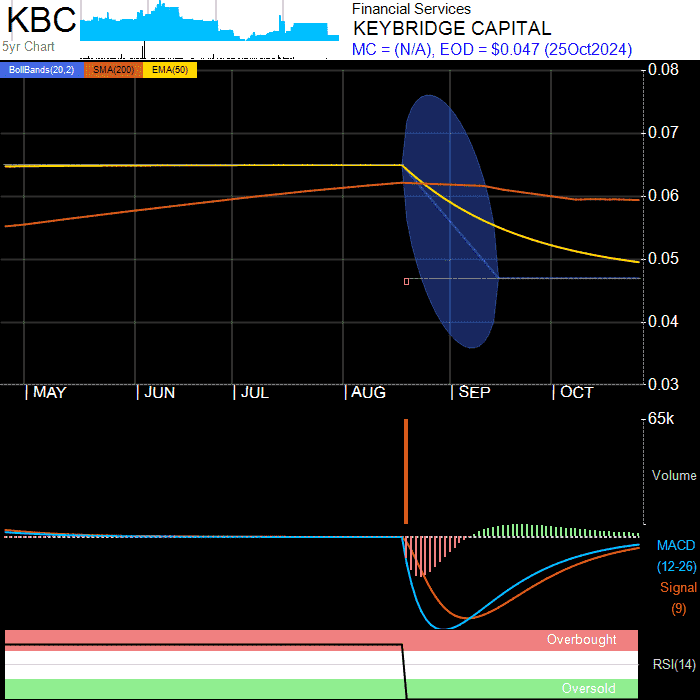 KBC
5yr Chart
Financial Services
KEYBRIDGE CAPITAL
MC = (N/A), EOD = $0.047 (25Oct2024)
BollBands(20,2) SMA(200) EMA(50)
0.08
0.07
0.06
0.05
0.04
0.03
| MAY | JUN | JUL | AUG | SEP | OCT
65k
Volume
MACD
(12-26)
Signal
(9)
Overbought
RSI(14)
Oversold